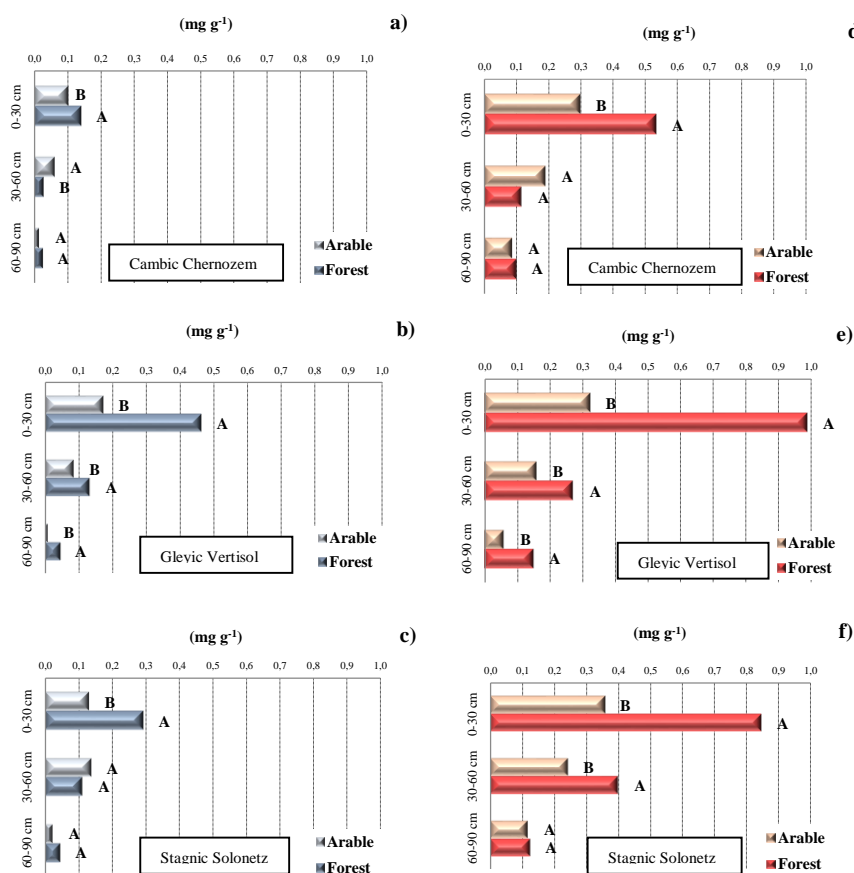 (mg g-1)
a)
0,0 0,1 0,2 0,3 0,4 0,5 0,6 0,7 0,8 0,9 1,0
0-30 cm
B
A
30-60 cm
A
B
60-90 cm
A
A
Arable
Forest
Cambic Chernozem
(mg g-1)
d
0,0 0,1 0,2 0,3 0,4 0,5 0,6 0,7 0,8 0,9 1,0
0-30 cm
B
A
30-60 cm
A
A
60-90 cm
A
A
Arable
Forest
Cambic Chernozem
(mg g-1)
b)
0,0 0,1 0,2 0,3 0,4 0,5 0,6 0,7 0,8 0,9 1,0
0-30 cm
B
A
30-60 cm
B
A
60-90 cm
B
A
Arable
Forest
Gleyic Vertisol
(mg g-1)
e)
0,0 0,1 0,2 0,3 0,4 0,5 0,6 0,7 0,8 0,9 1,0
0-30 cm
B
A
30-60 cm
B
A
60-90 cm
B
A
Arable
Forest
Gleyic Vertisol
(mg g-1)
c)
0,0 0,1 0,2 0,3 0,4 0,5 0,6 0,7 0,8 0,9 1,0
0-30 cm
B
A
30-60 cm
A
A
60-90 cm
A
A
Arable
Forest
Stagnic Solonetz
(mg g-1)
f)
0,0 0,1 0,2 0,3 0,4 0,5 0,6 0,7 0,8 0,9 1,0
0-30 cm
B
A
30-60 cm
B
A
60-90 cm
A
A
Arable
Forest
Stagnic Solonetz